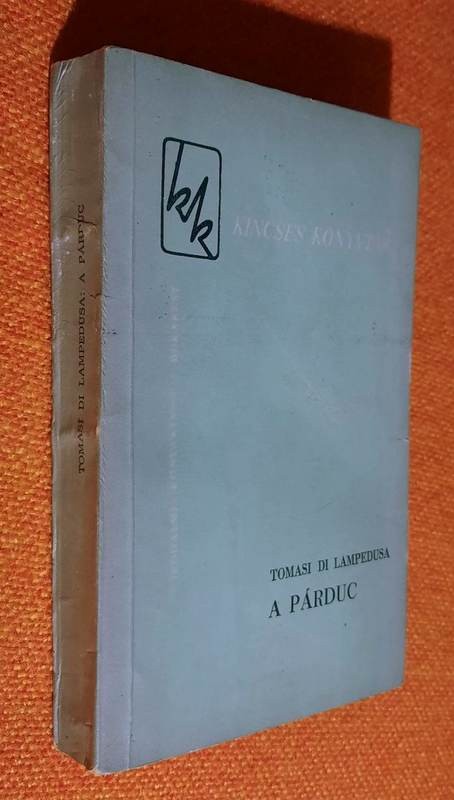 TOMASI DI LAMPEDUSA: A PÁRDUC
kk
KINCSES KÖNYVTÁR
TOMASI DI LAMPEDUSA
A PÁRDUC